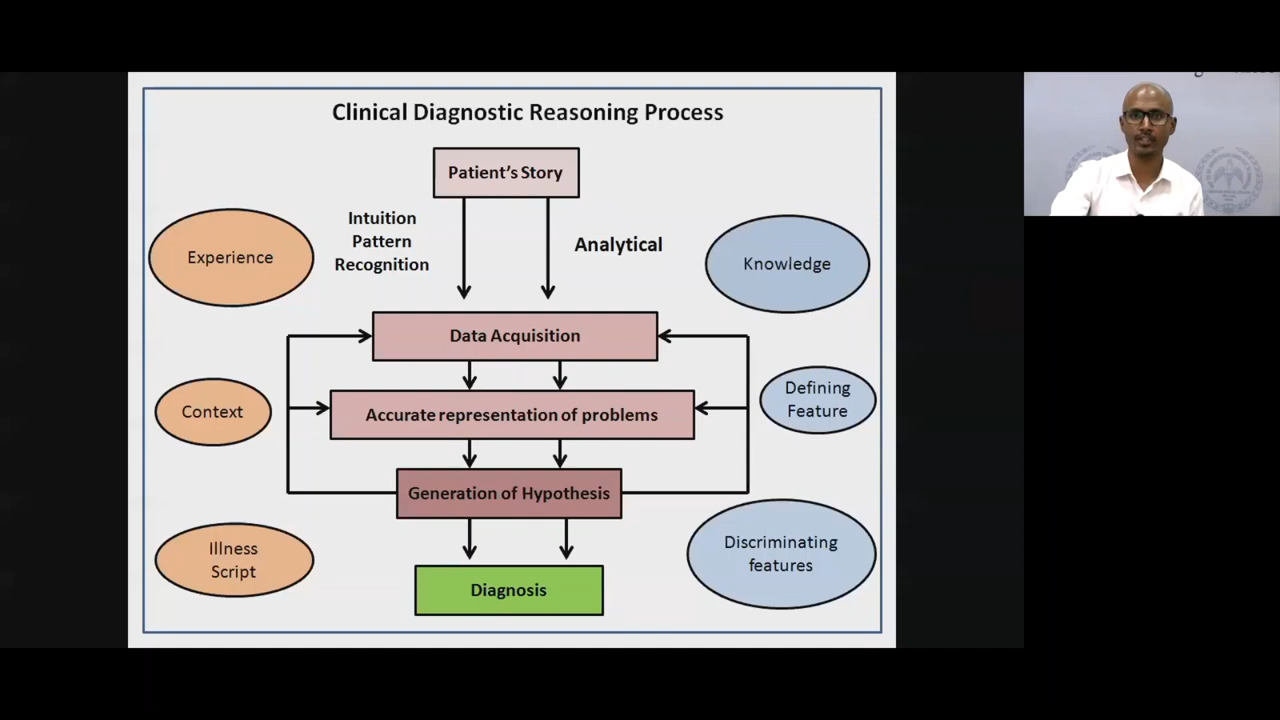 Clinical Diagnostic Reasoning Process
Patient's Story
Intuition
Pattern
Recognition
Analytical
Experience
Knowledge
Data Acquisition
Defining
Feature
Context
Accurate representation of problems
Generation of Hypothesis
Illness
Script
Discriminating
features
Diagnosis